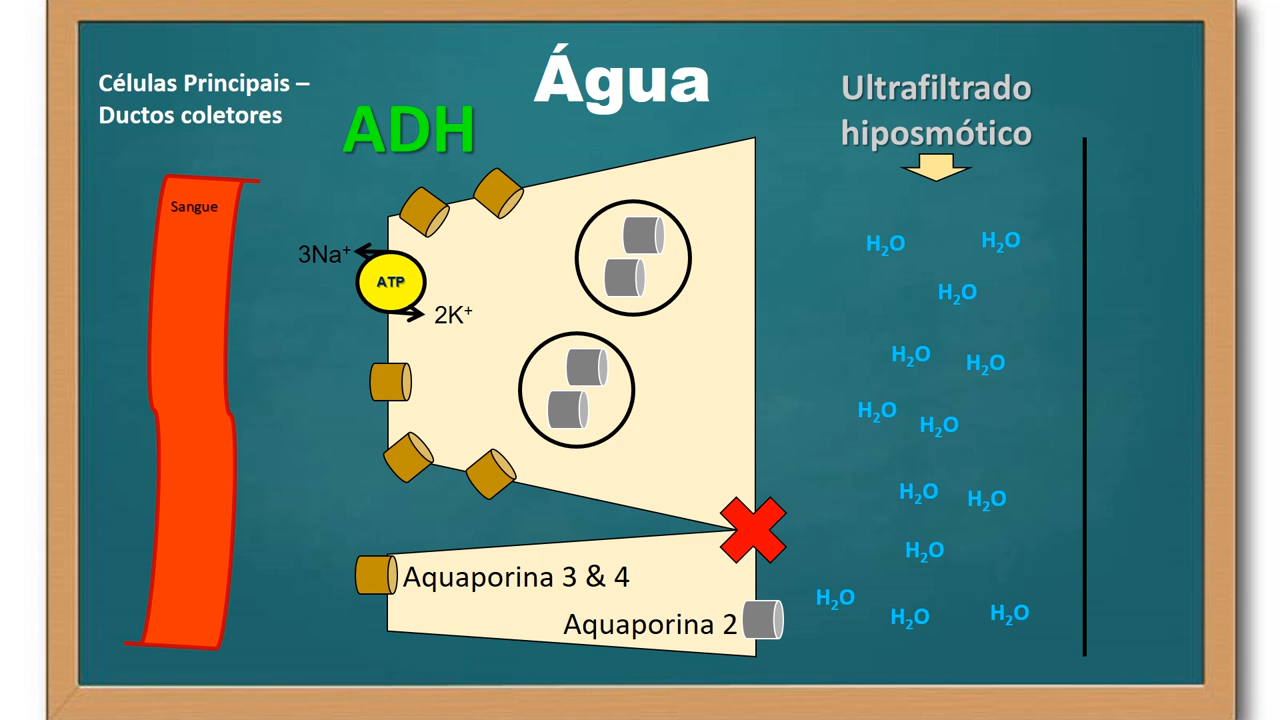 Células Principais –
Ductos coletores
Água
ADH
Ultrafiltrado
hiposmótico
Sangue
3Na⁺
ATP
2K⁺
H₂O
H₂O
H₂O
H₂O
H₂O
H₂O
H₂O
H₂O
H₂O
H₂O
H₂O
H₂O
H₂O
Aquaporina 3 & 4
Aquaporina 2